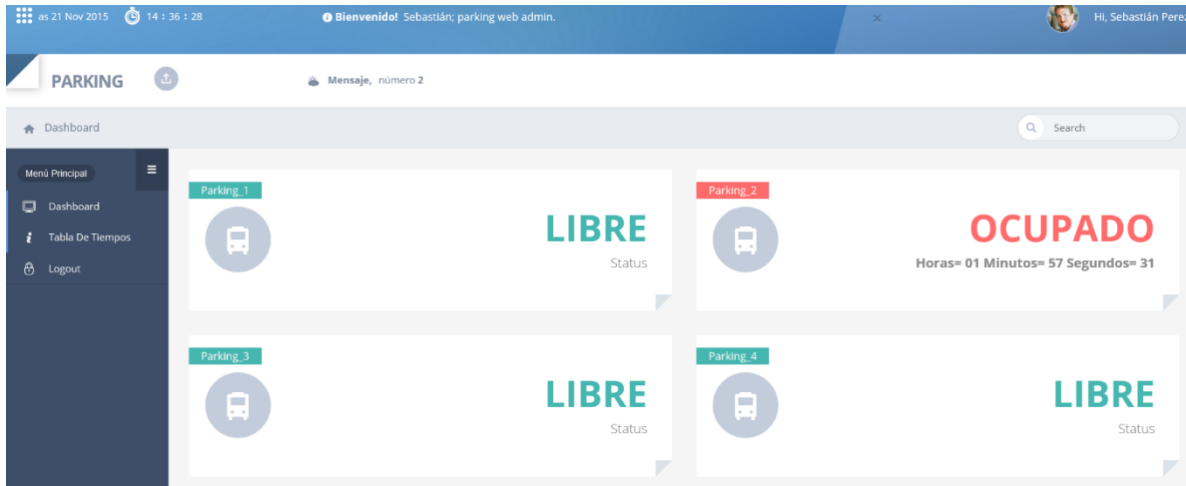 as 21 Nov 2015 14 : 36 : 28 Bienvenido! Sebastián; parking web admin. × Hi, Sebastián Perez
PARKING Mensaje, número 2
Dashboard Search
Menú Principal
Dashboard
Tabla De Tiempos
Logout
Parking_1
LIBRE
Status
Parking_2
OCUPADO
Horas= 01 Minutos= 57 Segundos= 31
Parking_3
LIBRE
Status
Parking_4
LIBRE
Status